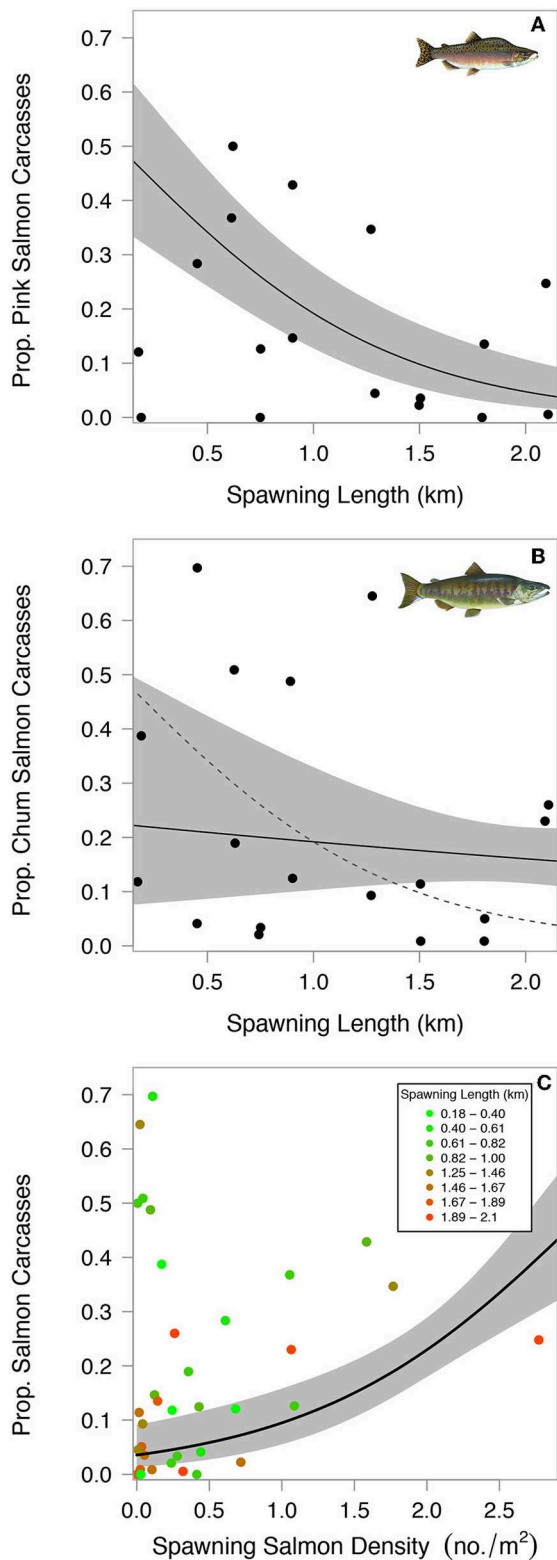 A
0.7
0.6
0.5
0.4
0.3
0.2
0.1
0.0
Prop. Pink Salmon Carcasses
0.5 1.0 1.5 2.0
Spawning Length (km)
B
0.7
0.6
0.5
0.4
0.3
0.2
0.1
0.0
Prop. Chum Salmon Carcasses
0.5 1.0 1.5 2.0
Spawning Length (km)
C
0.7
0.6
0.5
0.4
0.3
0.2
0.1
0.0
Prop. Salmon Carcasses
Spawning Length (km)
0.18 – 0.40
0.40 – 0.61
0.61 – 0.82
0.82 – 1.00
1.25 – 1.46
1.46 – 1.67
1.67 – 1.89
1.89 – 2.1
0.0 0.5 1.0 1.5 2.0 2.5
Spawning Salmon Density (no./m²)